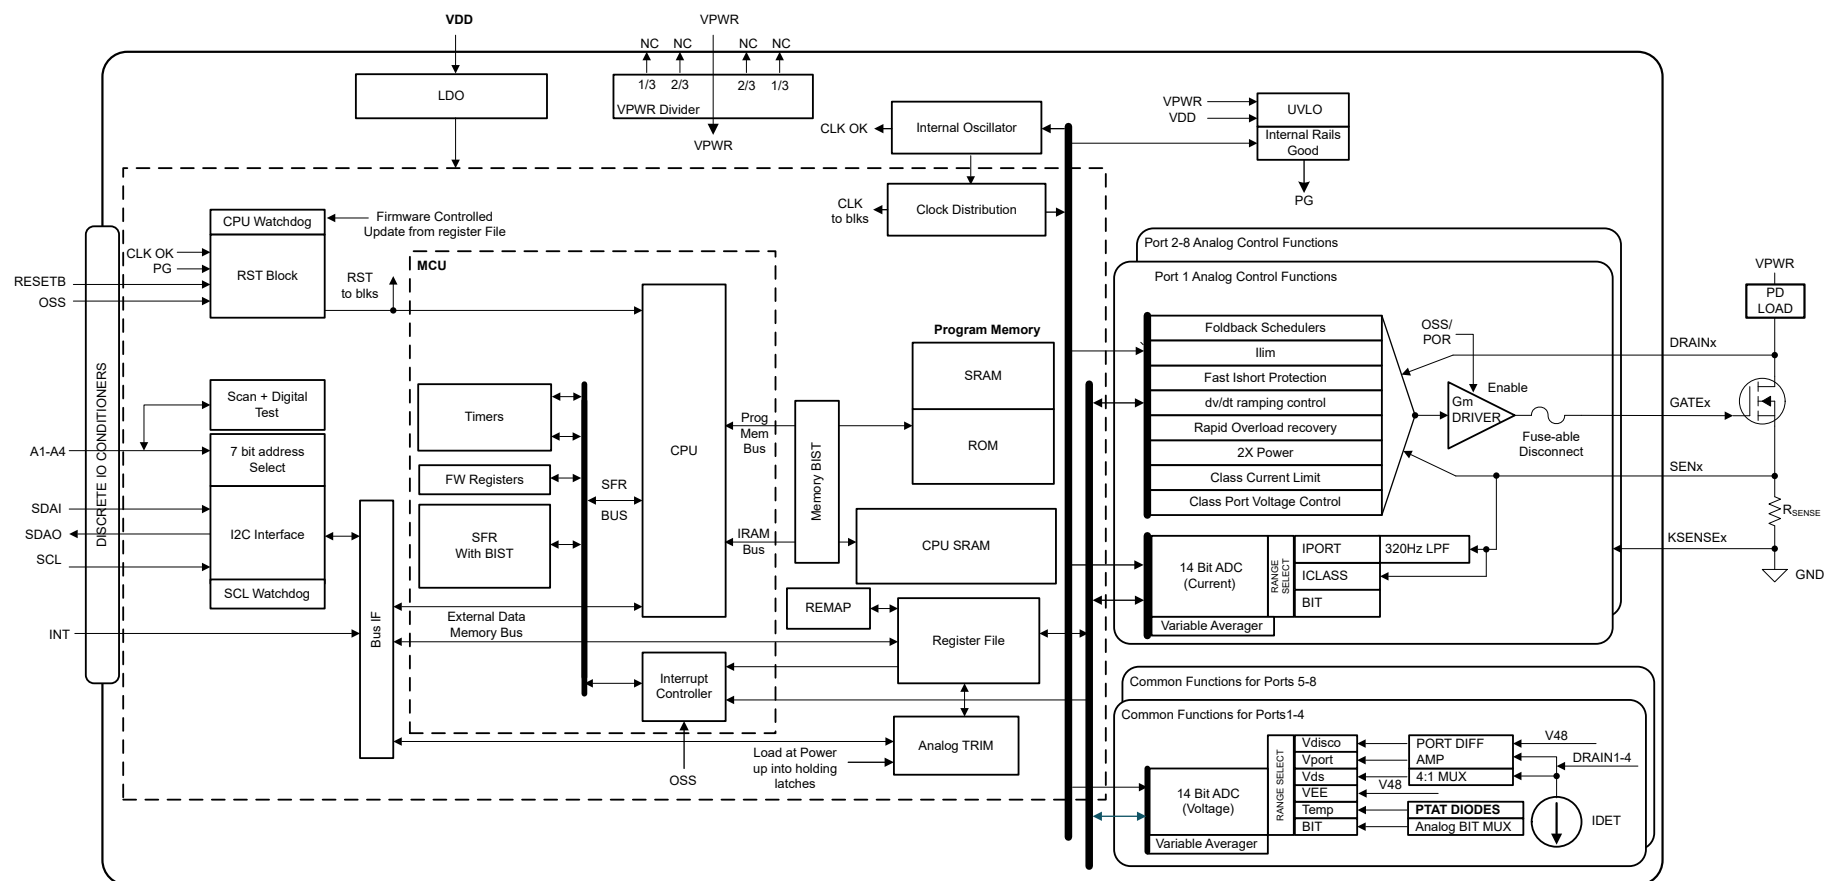 VDD
VPWR
NC
NC
NC
NC
LDO
1/3
2/3
2/3
1/3
VPWR Divider
VPWR
CLK OK
Internal Oscillator
VPWR
VDD
UVLO
Internal Rails
Good
PG
CLK
to blks
Clock Distribution
CPU Watchdog
Firmware Controlled
Update from register File
CLK OK
PG
RESETB
OSS
RST Block
RST
to blks
MCU
DISCRETE IO CONDITIONERS
Scan + Digital
Test
A1-A4
7 bit address
Select
SDAI
SDAO
SCL
I2C Interface
SCL Watchdog
INT
Bus IF
Timers
FW Registers
SFR
With BIST
SFR
BUS
CPU
Prog
Mem
Bus
IRAM
Bus
Memory BIST
Program Memory
SRAM
ROM
CPU SRAM
External Data
Memory Bus
REMAP
Register File
Interrupt
Controller
OSS
Load at Power
up into holding
latches
Analog TRIM
Port 2-8 Analog Control Functions
Port 1 Analog Control Functions
Foldback Schedulers
Ilim
Fast Ishort Protection
dv/dt ramping control
Rapid Overload recovery
2X Power
Class Current Limit
Class Port Voltage Control
OSS/
POR
Enable
Gm
DRIVER
Fuse-able
Disconnect
VPWR
PD
LOAD
DRAINx
GATEx
SENx
RSENSE
KSENSEx
GND
14 Bit ADC
(Current)
RANGE
SELECT
IPORT
320Hz LPF
ICLASS
BIT
Variable Averager
Common Functions for Ports 5-8
Common Functions for Ports1-4
14 Bit ADC
(Voltage)
Variable Averager
RANGE SELECT
Vdisco
Vport
Vds
VEE
Temp
BIT
PORT DIFF
AMP
4:1 MUX
V48
V48
DRAIN1-4
PTAT DIODES
Analog BIT MUX
IDET